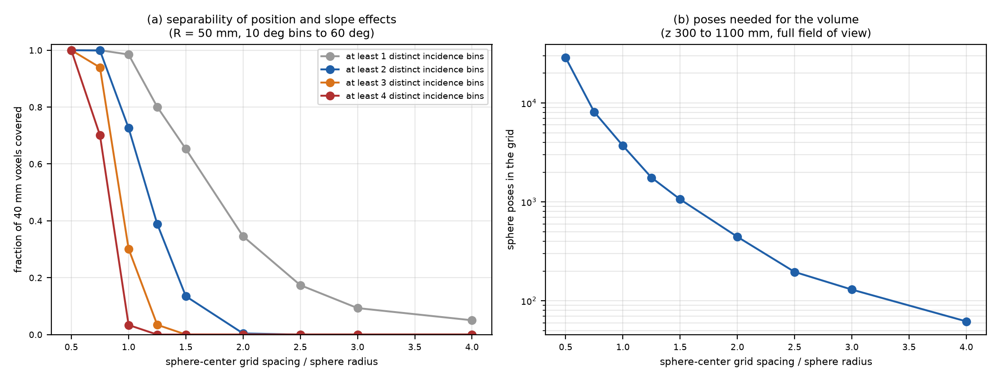 (a) separability of position and slope effects
(R = 50 mm, 10 deg bins to 60 deg)
fraction of 40 mm voxels covered
1.0
0.8
0.6
0.4
0.2
0.0
at least 1 distinct incidence bins
at least 2 distinct incidence bins
at least 3 distinct incidence bins
at least 4 distinct incidence bins
0.5 1.0 1.5 2.0 2.5 3.0 3.5 4.0
sphere-center grid spacing / sphere radius
(b) poses needed for the volume
(z 300 to 1100 mm, full field of view)
sphere poses in the grid
10⁴
10³
10²
0.5 1.0 1.5 2.0 2.5 3.0 3.5 4.0
sphere-center grid spacing / sphere radius